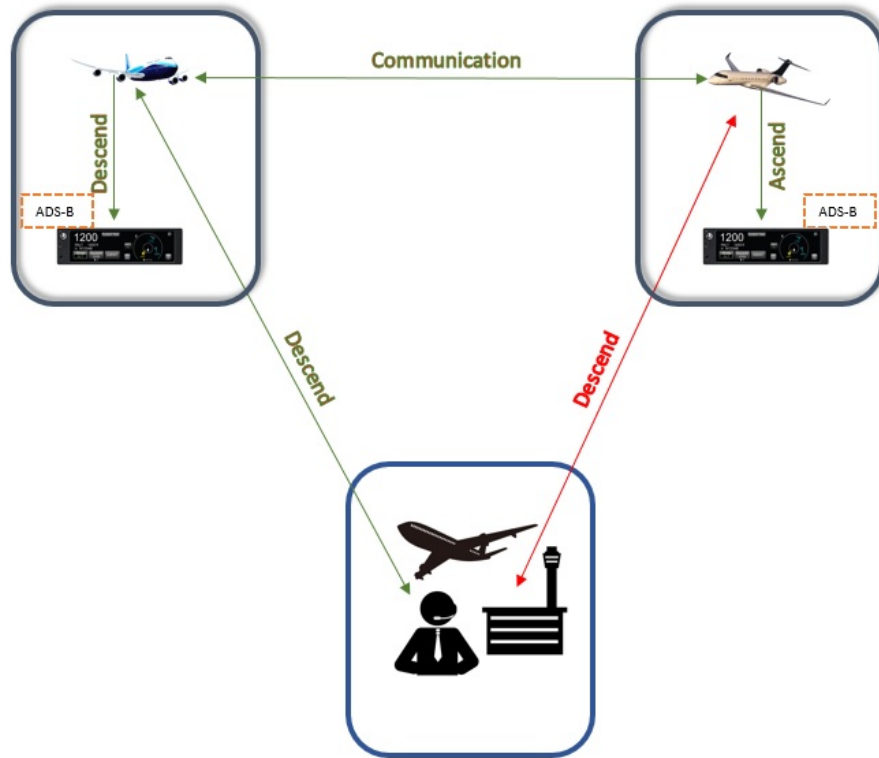 Communication
Descend
Ascend
ADS-B
ADS-B
1200
1200
Descend
Descend